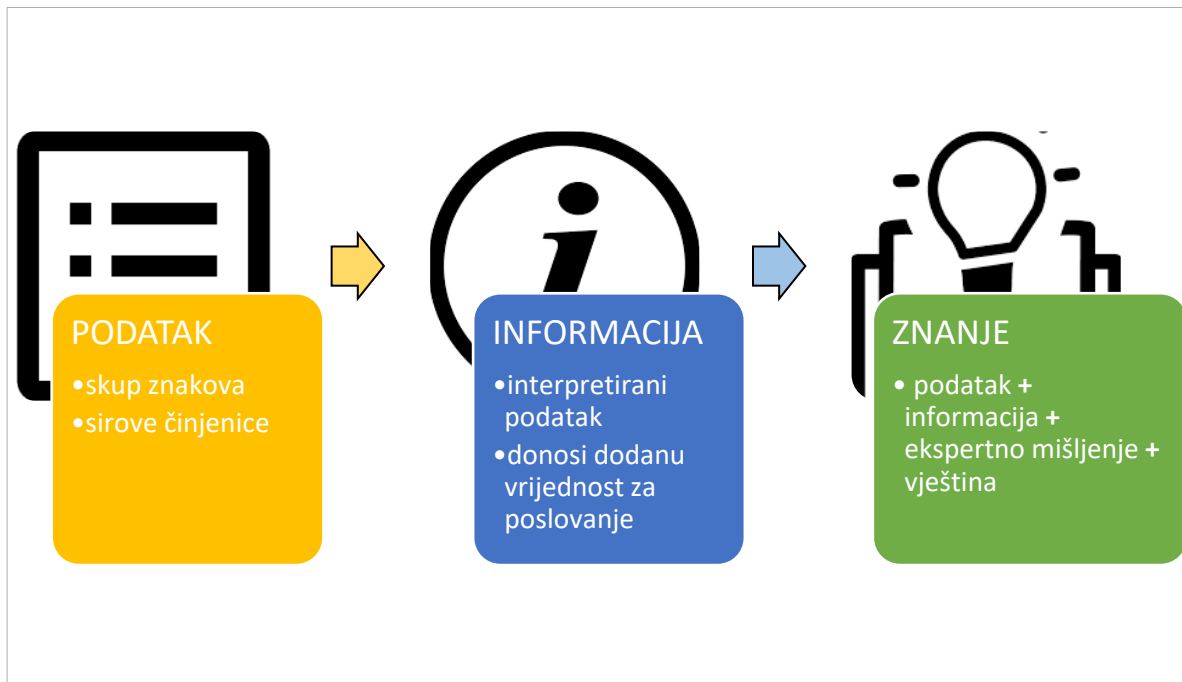 PODATAK
•skup znakova
•sirove činjenice
INFORMACIJA
•interpretirani
podatak
•donosi dodanu
vrijednost za
poslovanje
ZNANJE
• podatak +
informacija +
ekspertno mišljenje +
vještina